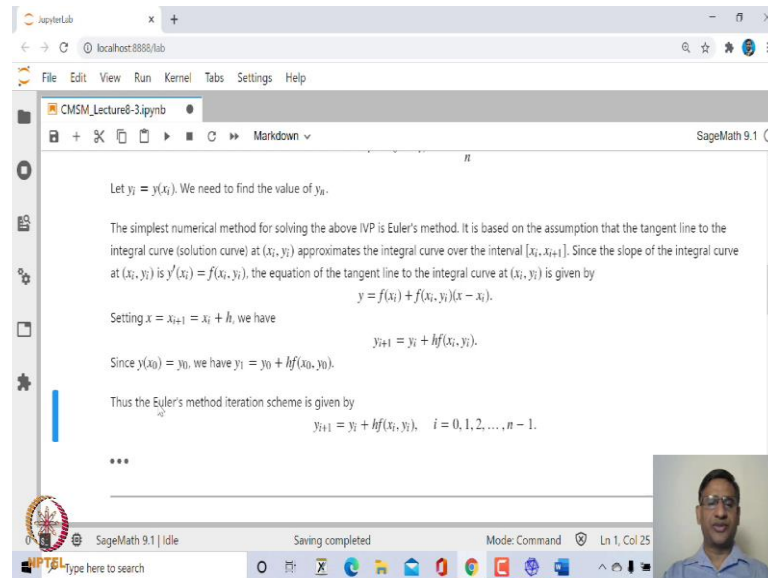 JupyterLab
localhost:8888/lab
File Edit View Run Kernel Tabs Settings Help
CMSM_Lecture8-3.ipynb
Markdown
SageMath 9.1
n
Let yᵢ = y(xᵢ). We need to find the value of yₙ.
The simplest numerical method for solving the above IVP is Euler's method. It is based on the assumption that the tangent line to the
integral curve (solution curve) at (xᵢ, yᵢ) approximates the integral curve over the interval [xᵢ, xᵢ₊₁]. Since the slope of the integral curve
at (xᵢ, yᵢ) is y′(xᵢ) = f(xᵢ, yᵢ), the equation of the tangent line to the integral curve at (xᵢ, yᵢ) is given by
y = f(xᵢ) + f(xᵢ, yᵢ)(x − xᵢ).
Setting x = xᵢ₊₁ = xᵢ + h, we have
yᵢ₊₁ = yᵢ + hf(xᵢ, yᵢ).
Since y(x₀) = y₀, we have y₁ = y₀ + hf(x₀, y₀).
Thus the Euler's method iteration scheme is given by
yᵢ₊₁ = yᵢ + hf(xᵢ, yᵢ), i = 0, 1, 2, … , n − 1.
SageMath 9.1 | Idle Saving completed Mode: Command Ln 1, Col 25
NPTEL
Type here to search